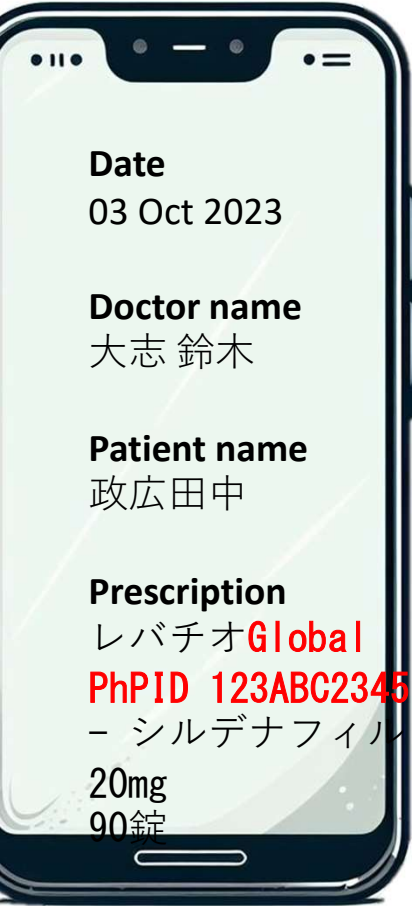 Date
03 Oct 2023
Doctor name
大志 鈴木
Patient name
政広田中
Prescription
レバチオGlobal
PhPID 123ABC2345
- シルデナフィル
20mg
90錠